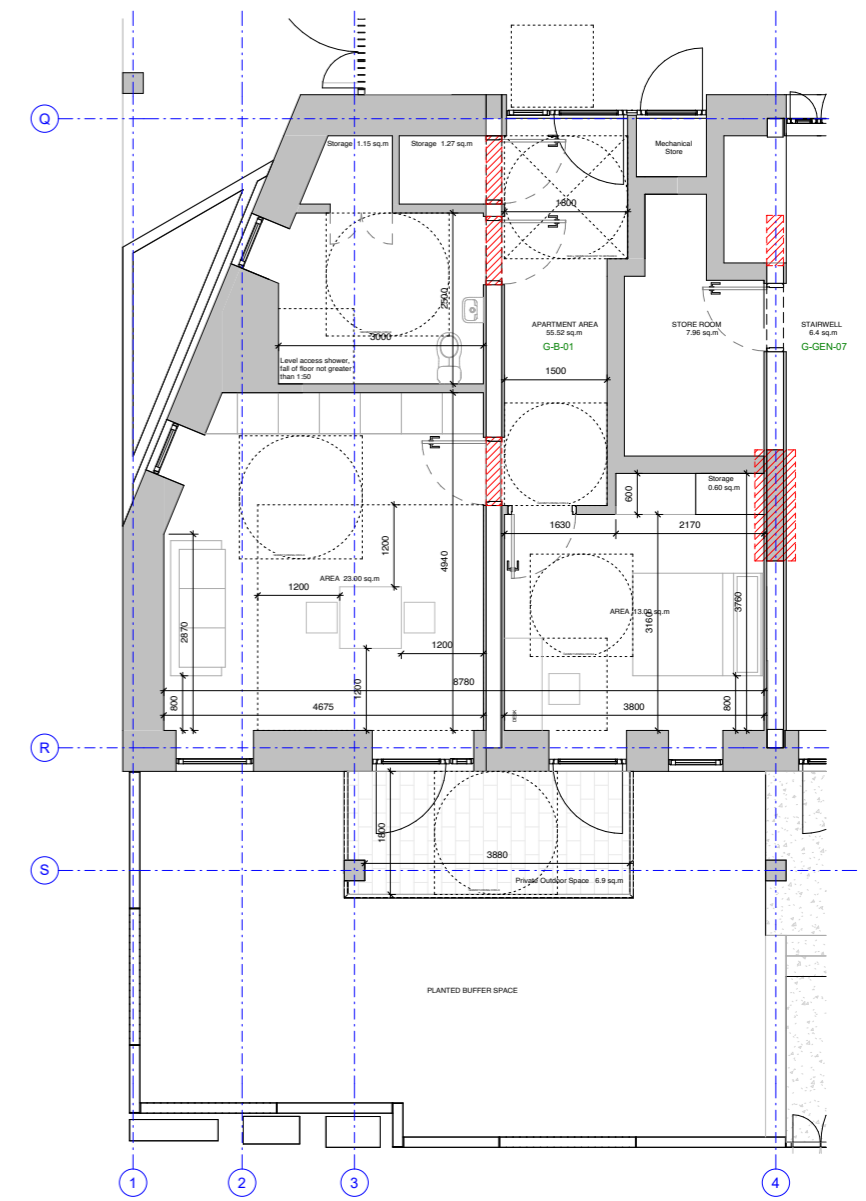 Q
Storage 1.15 sq.m
Storage 1.27 sq.m
Mechanical
Store
1800
2500
3000
APARTMENT AREA
55.52 sq.m
G-B-01
STORE ROOM
7.96 sq.m
STAIRWELL
6.4 sq.m
G-GEN-07
Level access shower,
fall of floor not greater
than 1:50
1500
Storage
0.60 sq.m
600
1630
2170
1200
4940
AREA 23.00 sq.m
1200
AREA 13.00 sq.m
3160
3760
2870
1200
1200
8780
800
4675
3800
800
DESK
R
1800
3880
S
Private Outdoor Space 6.9 sq.m
PLANTED BUFFER SPACE
1
2
3
4